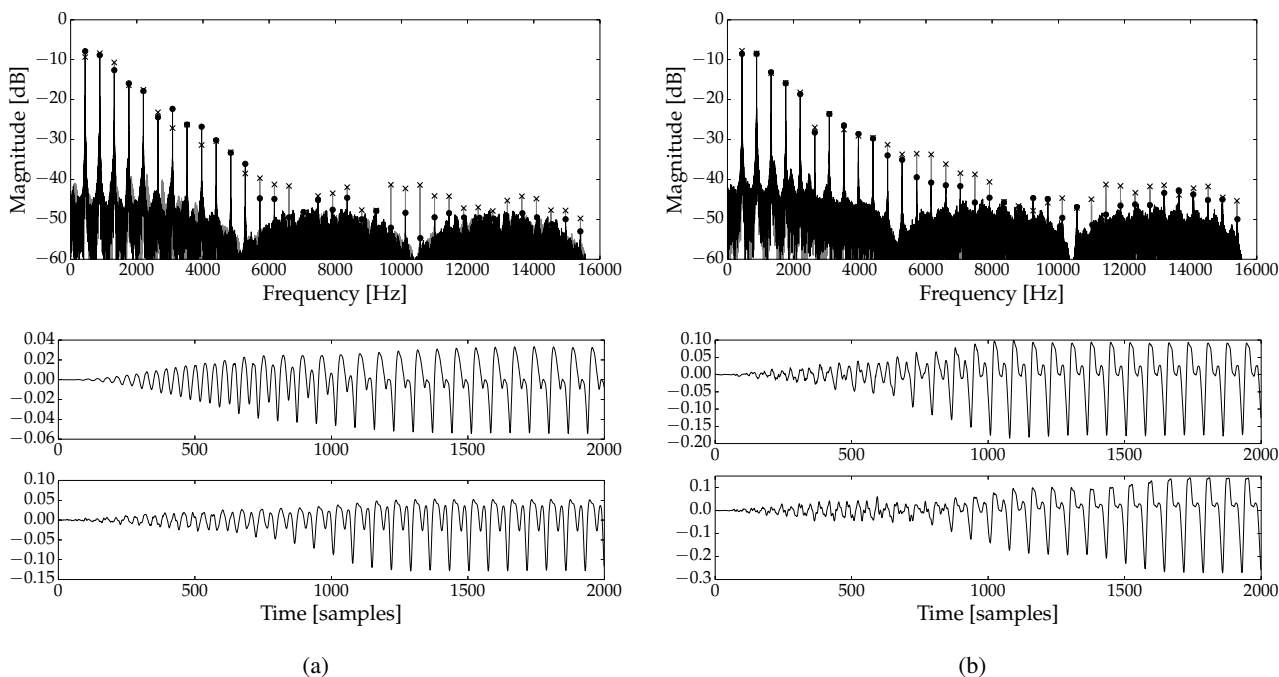 0
−10
−20
−30
−40
−50
−60
Magnitude [dB]
0 2000 4000 6000 8000 10000 12000 14000 16000
Frequency [Hz]
0.04
0.02
0.00
−0.02
−0.04
−0.06
0 500 1000 1500 2000
0.10
0.05
0.00
−0.05
−0.10
−0.15
0 500 1000 1500 2000
Time [samples]
(a)
0
−10
−20
−30
−40
−50
−60
Magnitude [dB]
0 2000 4000 6000 8000 10000 12000 14000 16000
Frequency [Hz]
0.10
0.05
0.00
−0.05
−0.10
−0.15
−0.20
0 500 1000 1500 2000
0.1
0.0
−0.1
−0.2
−0.3
0 500 1000 1500 2000
Time [samples]
(b)